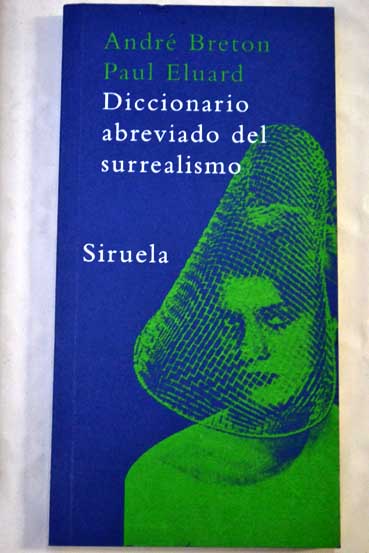 André Breton
Paul Eluard
Diccionario
abreviado del
surrealismo
Siruela